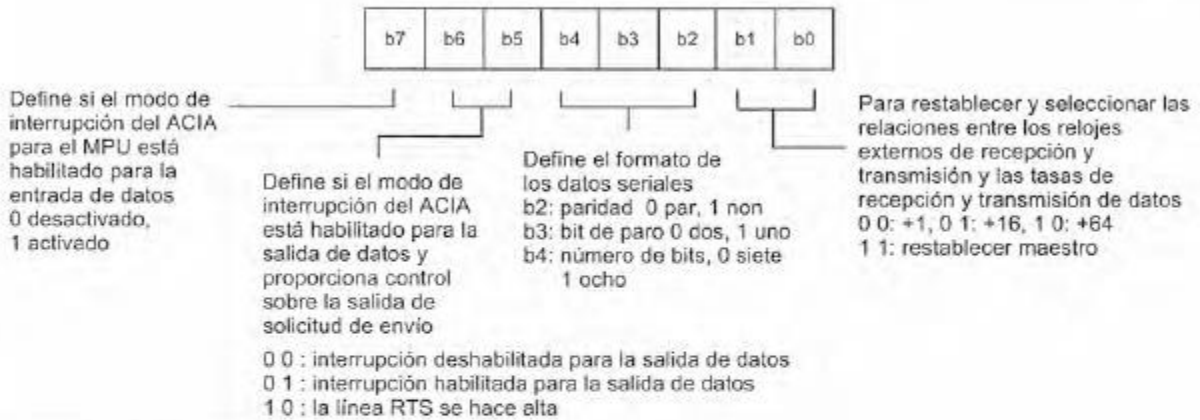 b7 b6 b5 b4 b3 b2 b1 b0
Define si el modo de
interrupción del ACIA
para el MPU está
habilitado para la
entrada de datos
0 desactivado,
1 activado
Define si el modo de
interrupción del ACIA
está habilitado para la
salida de datos y
proporciona control
sobre la salida de
solicitud de envío
0 0 : interrupción deshabilitada para la salida de datos
0 1 : interrupción habilitada para la salida de datos
1 0 : la línea RTS se hace alta
Define el formato de
los datos seriales
b2: paridad 0 par, 1 non
b3: bit de paro 0 dos, 1 uno
b4: número de bits, 0 siete
1 ocho
Para restablecer y seleccionar las
relaciones entre los relojes
externos de recepción y
transmisión y las tasas de
recepción y transmisión de datos
0 0: +1, 0 1: +16, 1 0: +64
1 1: restablecer maestro